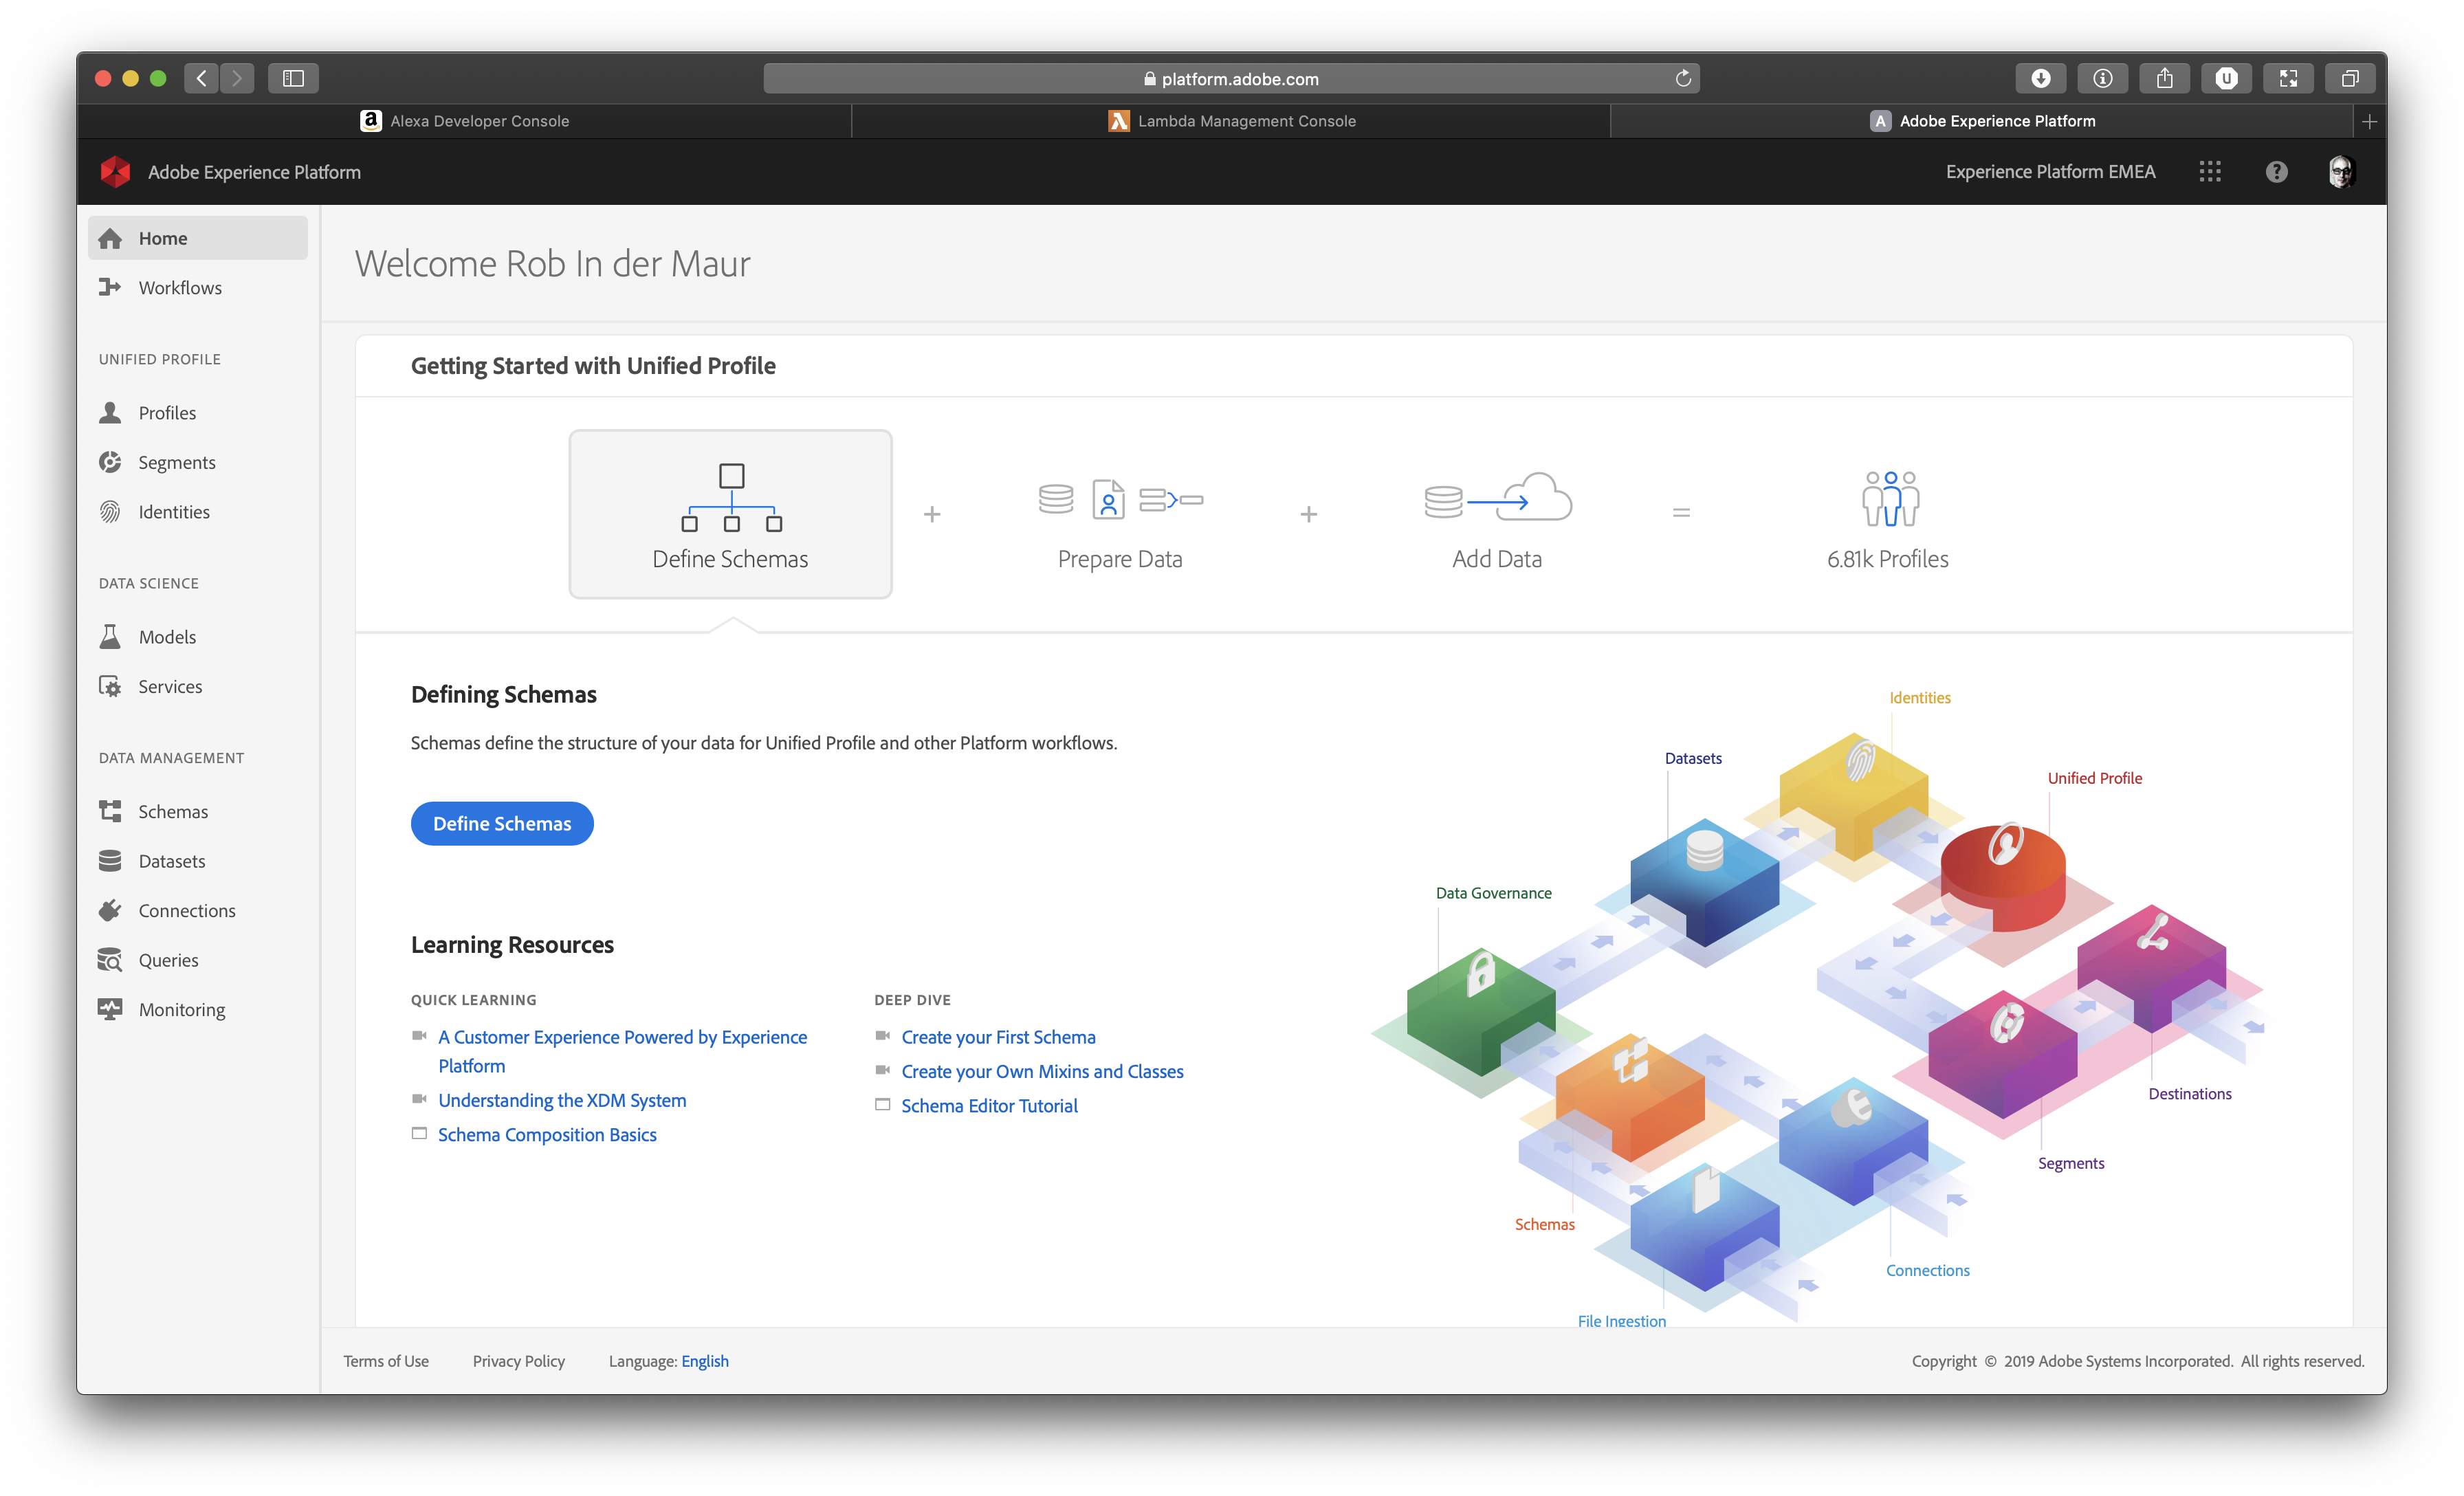 platform.adobe.com
Alexa Developer Console
Lambda Management Console
Adobe Experience Platform
Adobe Experience Platform
Experience Platform EMEA
Home
Workflows
UNIFIED PROFILE
Profiles
Segments
Identities
DATA SCIENCE
Models
Services
DATA MANAGEMENT
Schemas
Datasets
Connections
Queries
Monitoring
Welcome Rob In der Maur
Getting Started with Unified Profile
Define Schemas
+
Prepare Data
+
Add Data
=
6.81k Profiles
Defining Schemas
Schemas define the structure of your data for Unified Profile and other Platform workflows.
Define Schemas
Learning Resources
QUICK LEARNING
A Customer Experience Powered by Experience
Platform
Understanding the XDM System
Schema Composition Basics
DEEP DIVE
Create your First Schema
Create your Own Mixins and Classes
Schema Editor Tutorial
Identities
Datasets
Unified Profile
Data Governance
Destinations
Segments
Schemas
Connections
File Ingestion
Terms of Use
Privacy Policy
Language: English
Copyright © 2019 Adobe Systems Incorporated. All rights reserved.